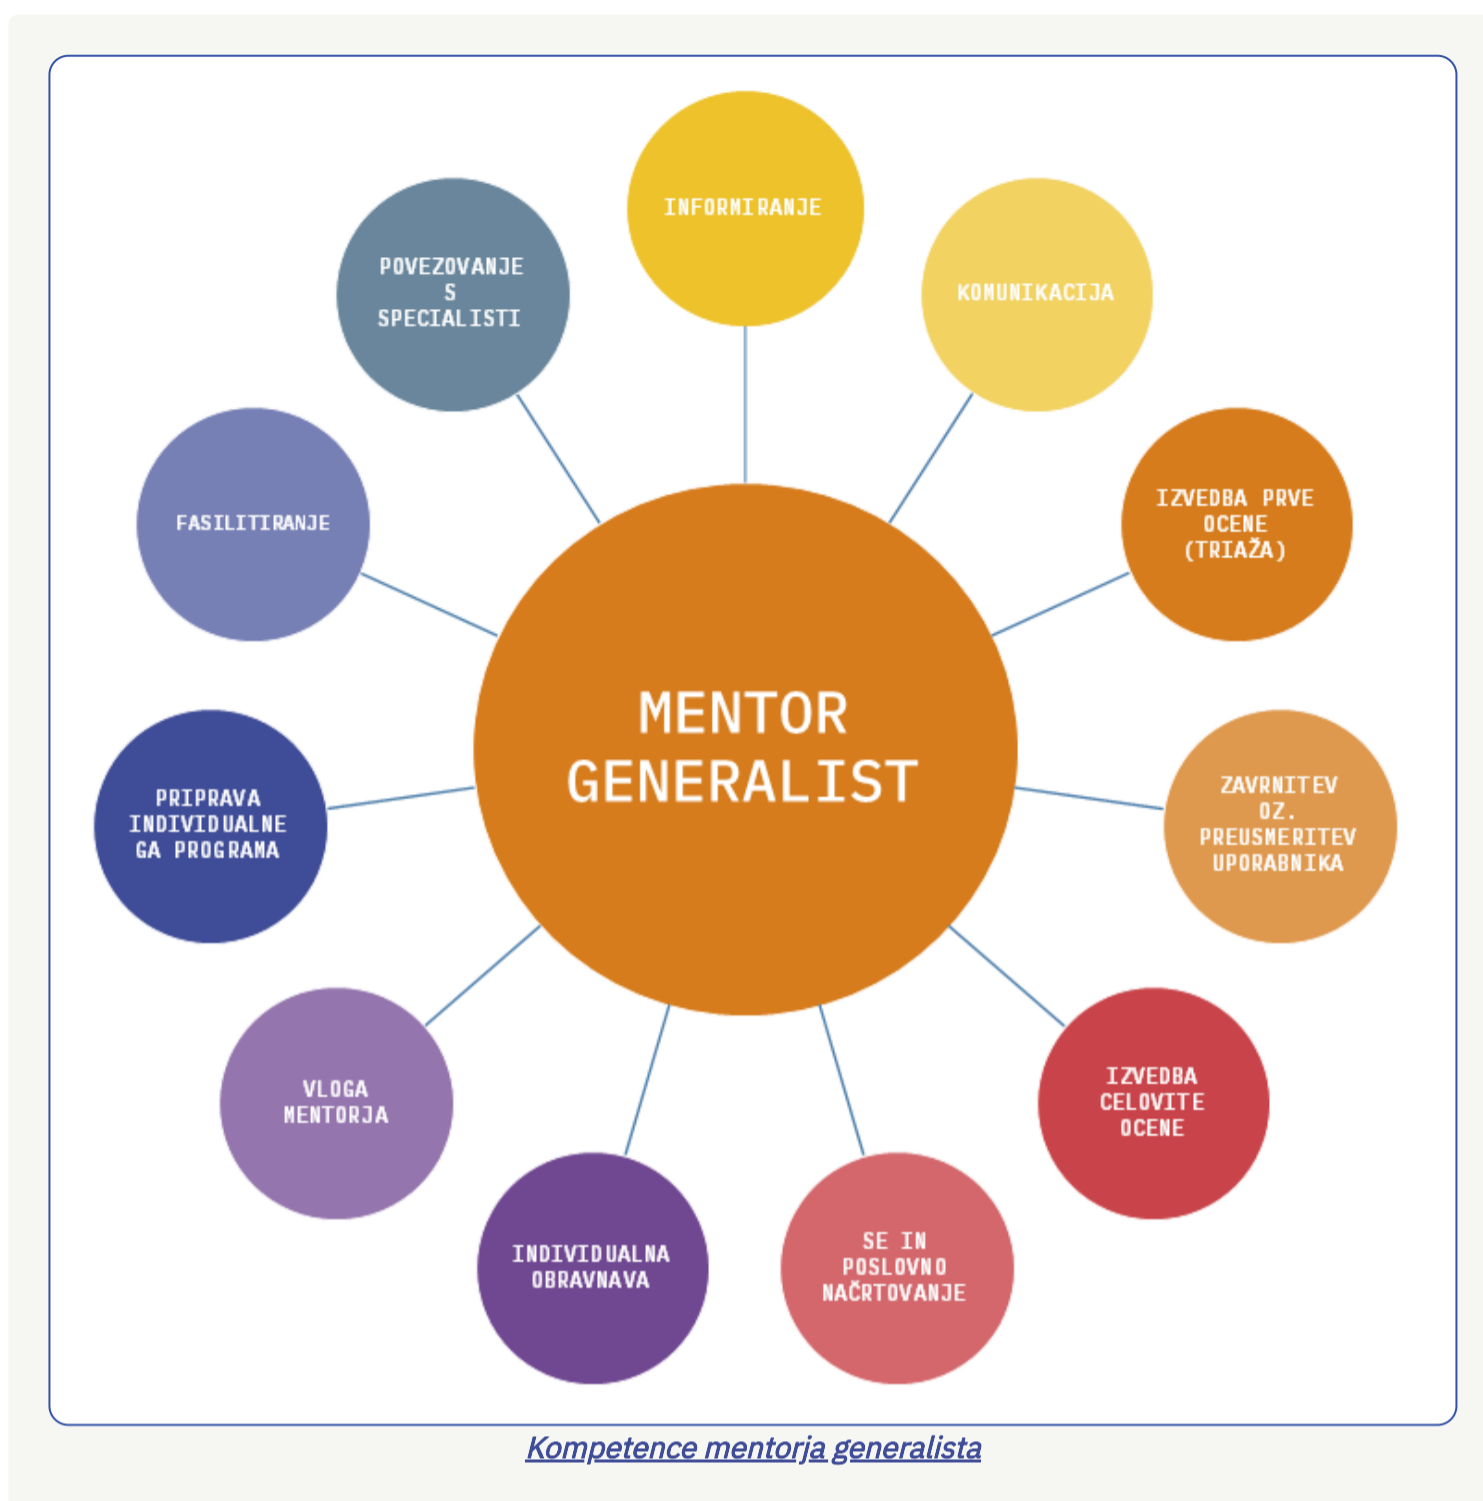 INFORMIRANJE
KOMUNIKACIJA
IZVEDBA PRVE
OCENE
(TRIAŽA)
ZAVRNITEV
OZ.
PREUSMERITEV
UPORABNIKA
IZVEDBA
CELOVITE
OCENE
SE IN
POSLOVNO
NAČRTOVANJE
INDIVIDUALNA
OBRAVNAVA
VLOGA
MENTORJA
PRIPRAVA
INDIVIDUALNE
GA PROGRAMA
FASILITIRANJE
POVEZOVANJE
S
SPECIALISTI
MENTOR
GENERALIST
Kompetence mentorja generalista